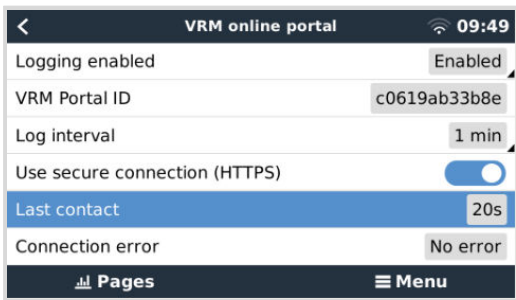 VRM online portal 09:49
Logging enabled Enabled
VRM Portal ID c0619ab33b8e
Log interval 1 min
Use secure connection (HTTPS)
Last contact 20s
Connection error No error
Pages Menu